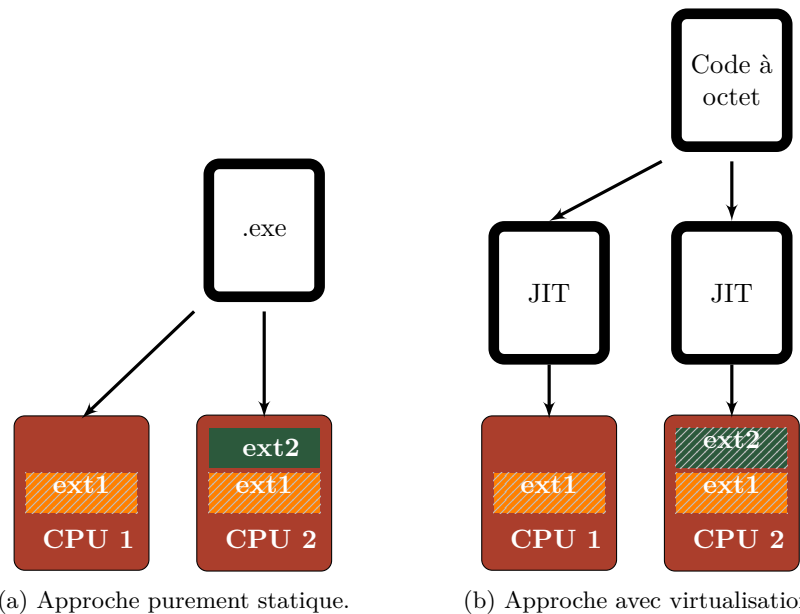 Code à
octet
.exe
JIT
JIT
ext2
ext2
ext1
ext1
ext1
ext1
CPU 1
CPU 2
CPU 1
CPU 2
(a) Approche purement statique.
(b) Approche avec